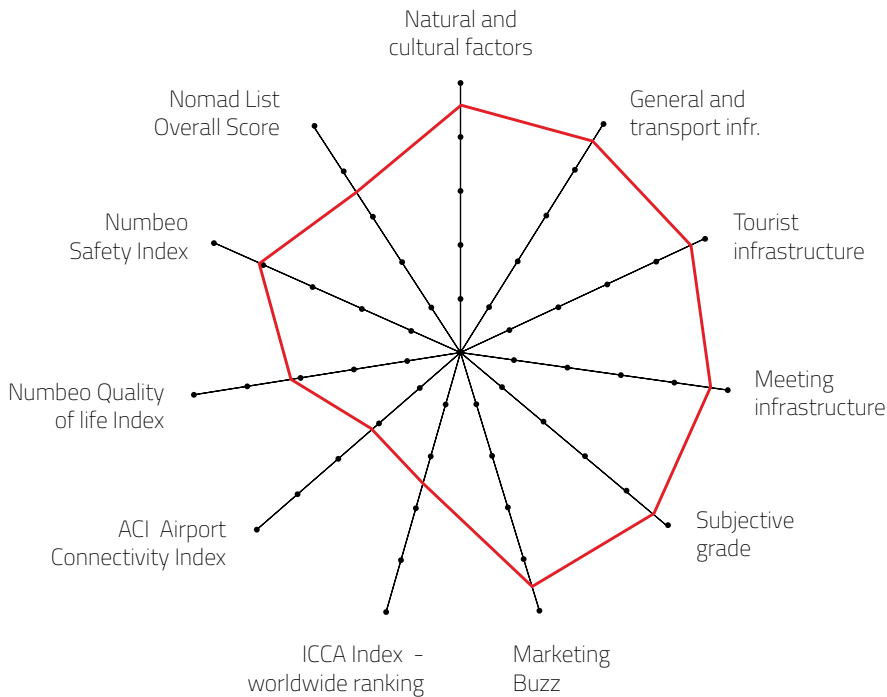 Natural and
cultural factors
General and
transport infr.
Tourist
infrastructure
Meeting
infrastructure
Subjective
grade
Marketing
Buzz
ICCA Index -
worldwide ranking
ACI Airport
Connectivity Index
Numbeo Quality
of life Index
Numbeo
Safety Index
Nomad List
Overall Score